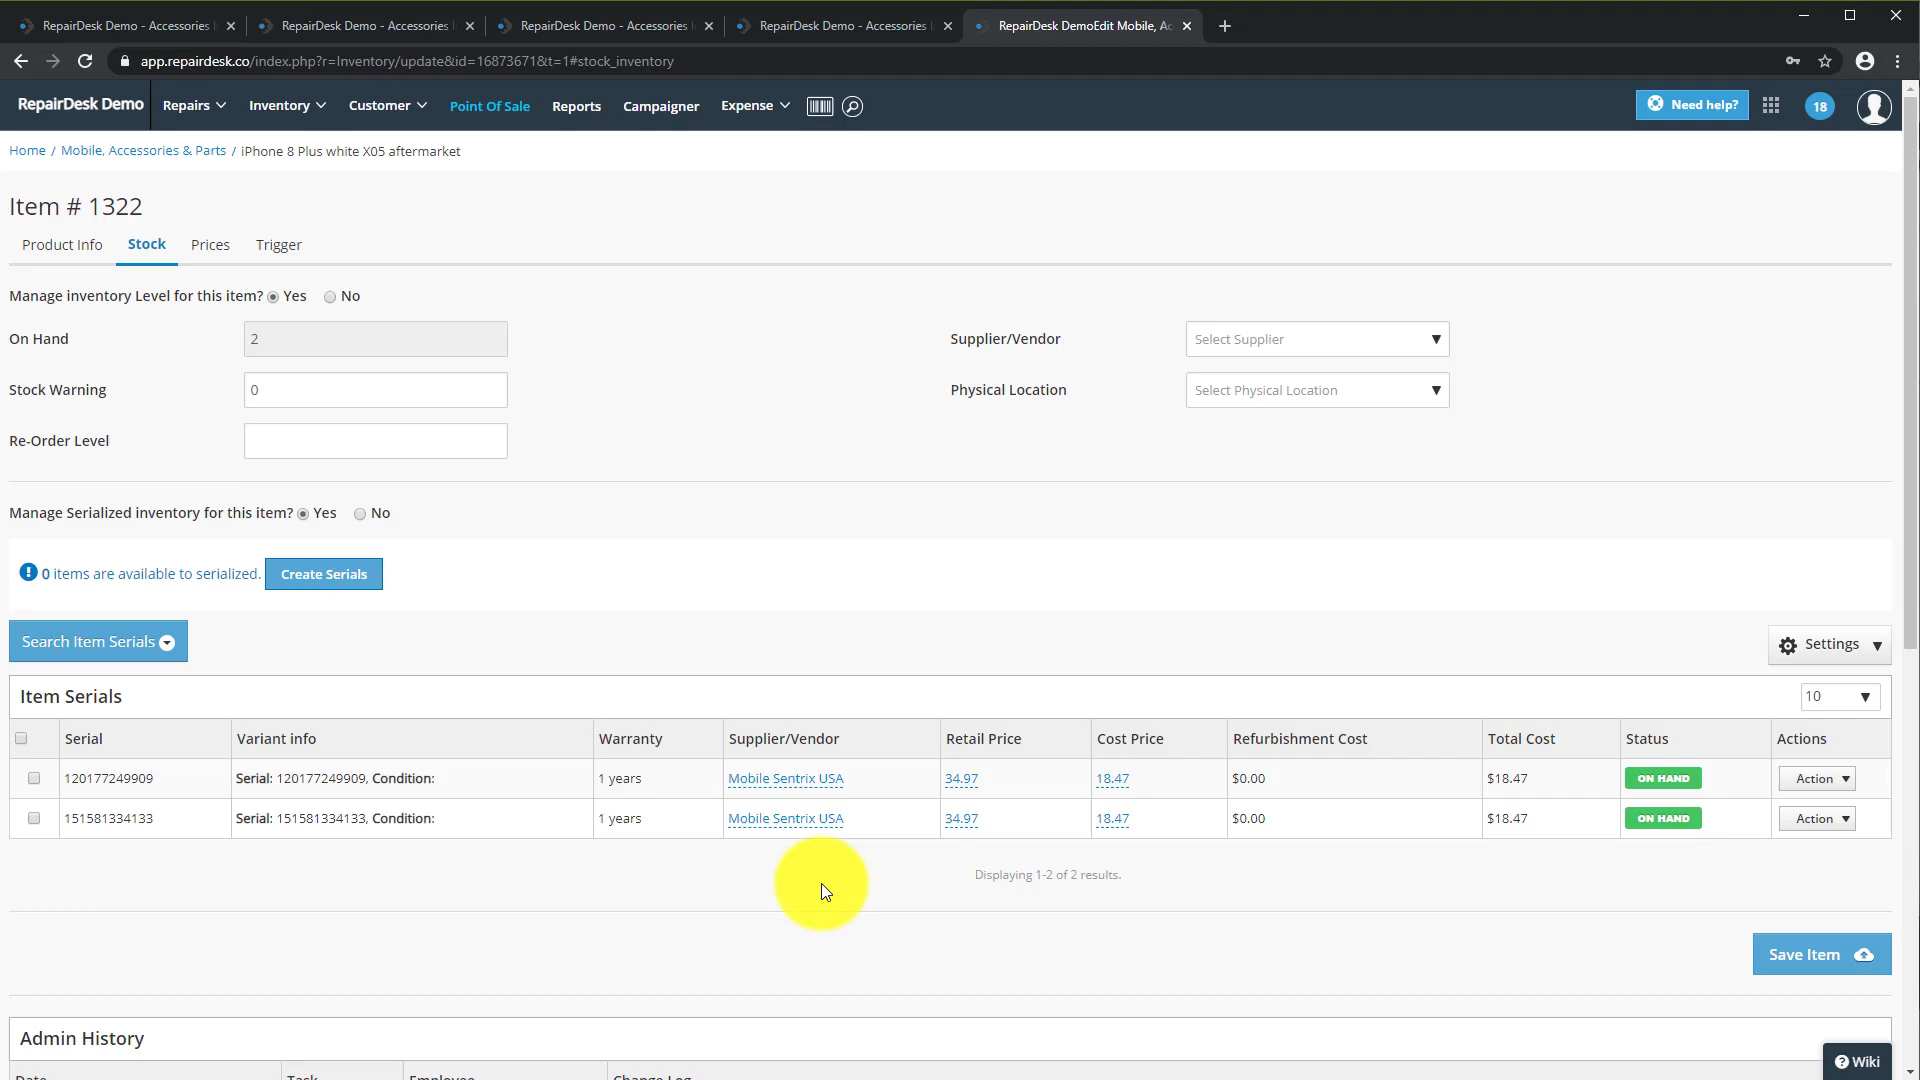 RepairDesk Demo - Accessories
RepairDesk Demo - Accessories
RepairDesk Demo - Accessories
RepairDesk Demo - Accessories
RepairDesk DemoEdit Mobile, Ac
app.repairdesk.co/index.php?r=Inventory/update&id=16873671&t=1#stock_inventory
RepairDesk Demo Repairs Inventory Customer Point Of Sale Reports Campaigner Expense Need help? 18
Home / Mobile, Accessories & Parts / iPhone 8 Plus white X05 aftermarket
Item # 1322
Product Info Stock Prices Trigger
Manage inventory Level for this item? Yes No
On Hand 2 Supplier/Vendor Select Supplier
Stock Warning 0 Physical Location Select Physical Location
Re-Order Level
Manage Serialized inventory for this item? Yes No
0 items are available to serialized. Create Serials
Search Item Serials Settings
Item Serials 10
Serial Variant info Warranty Supplier/Vendor Retail Price Cost Price Refurbishment Cost Total Cost Status Actions
120177249909 Serial: 120177249909, Condition: 1 years Mobile Sentrix USA 34.97 18.47 $0.00 $18.47 ON HAND Action
151581334133 Serial: 151581334133, Condition: 1 years Mobile Sentrix USA 34.97 18.47 $0.00 $18.47 ON HAND Action
Displaying 1-2 of 2 results.
Save Item
Admin History
Date Task Employee Change Log
Wiki